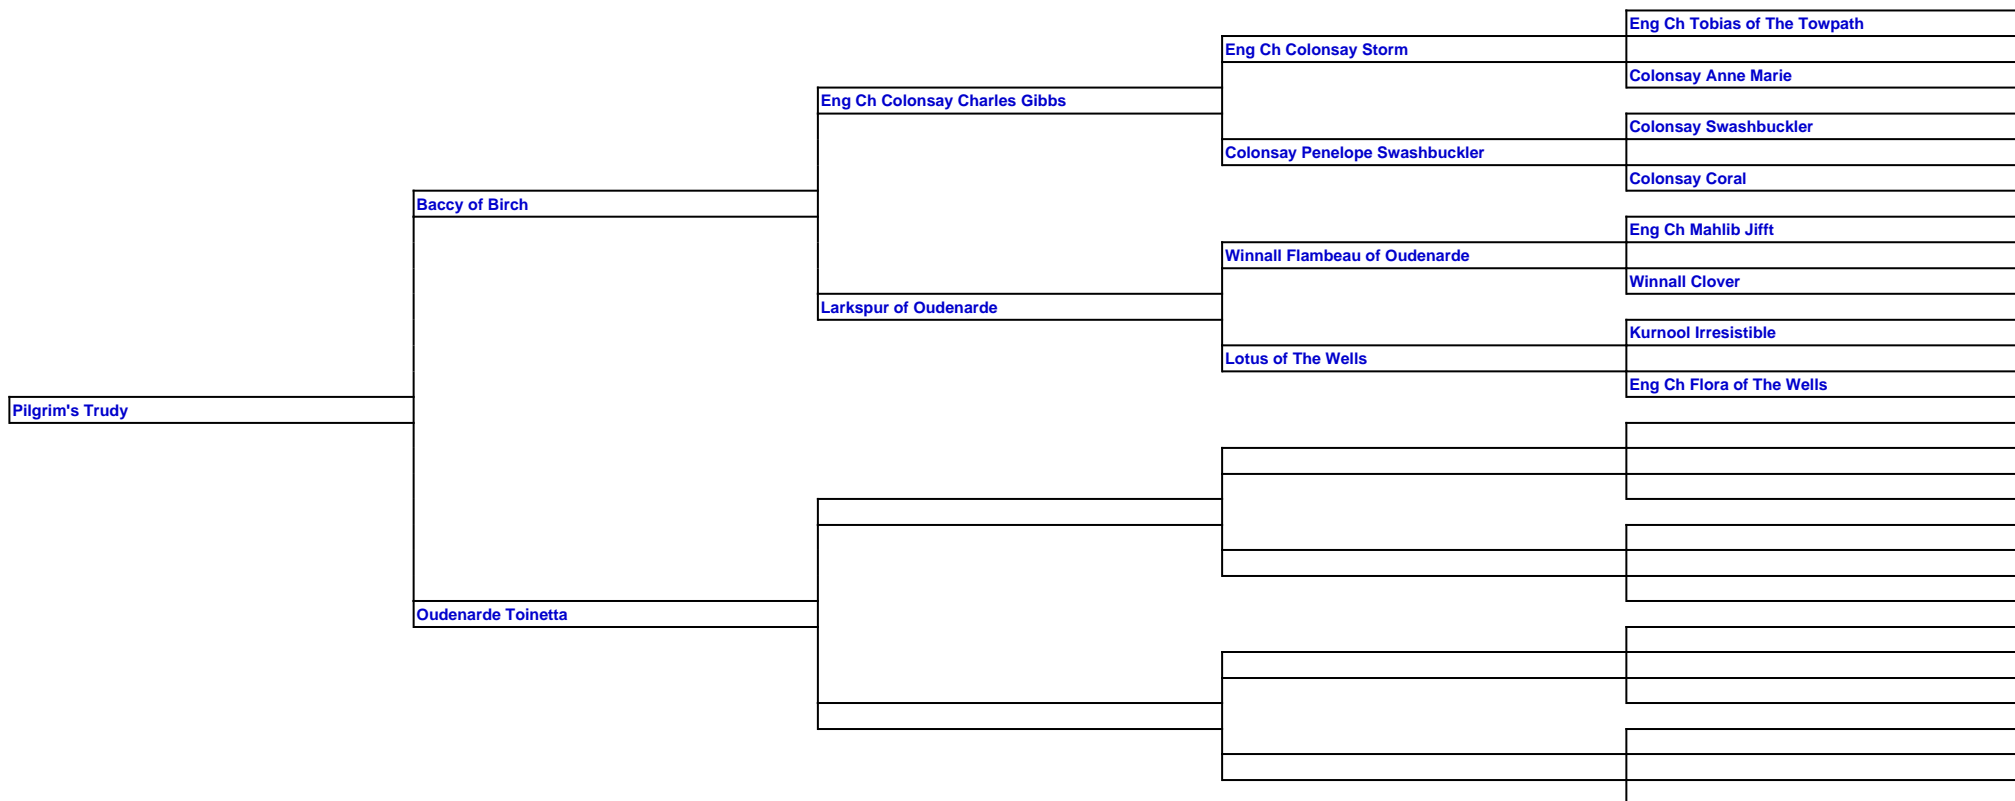 Eng Ch Tobias of The Towpath
Eng Ch Colonsay Storm
Colonsay Anne Marie
Eng Ch Colonsay Charles Gibbs
Colonsay Swashbuckler
Colonsay Penelope Swashbuckler
Colonsay Coral
Baccy of Birch
Eng Ch Mahlib Jifft
Winnall Flambeau of Oudenarde
Winnall Clover
Larkspur of Oudenarde
Kurnool Irresistible
Lotus of The Wells
Eng Ch Flora of The Wells
Pilgrim's Trudy
Oudenarde Toinetta